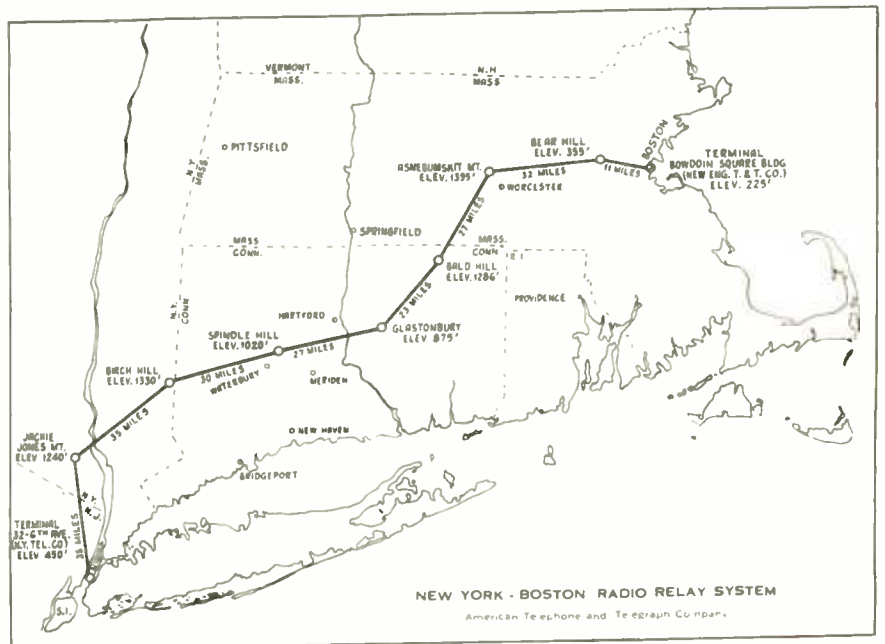 VERMONT
MASS.
N.H
MASS
N.Y.
MASS.
PITTSFIELD
BOSTON
BEAR HILL
ELEV. 355'
11 MILES
TERMINAL
BOWDOIN SQUARE BLDG
(NEW ENG. T. & T. CO.)
ELEV. 225'
ASNEBUMSKIT MT.
ELEV. 1395'
32 MILES
WORCESTER
27 MILES
SPRINGFIELD
MASS
CONN.
MASS.
CONN
R I
BALD HILL
ELEV. 1286'
PROVIDENCE
23 MILES
N.Y.
CONN
HARTFORD
GLASTONBURY
ELEV. 875'
SPINDLE HILL
ELEV. 1020'
27 MILES
BIRCH HILL
ELEV. 1330'
30 MILES
WATERBURY
MERIDEN
35 MILES
NEW HAVEN
JACKIE
JONES MT.
ELEV 1240'
BRIDGEPORT
N.Y.
TERMINAL
32-6TH AVE.
(N.Y. TEL. CO)
ELEV 450'
35 MILES
S.I.
NEW YORK - BOSTON RADIO RELAY SYSTEM
American Telephone and Telegraph Company